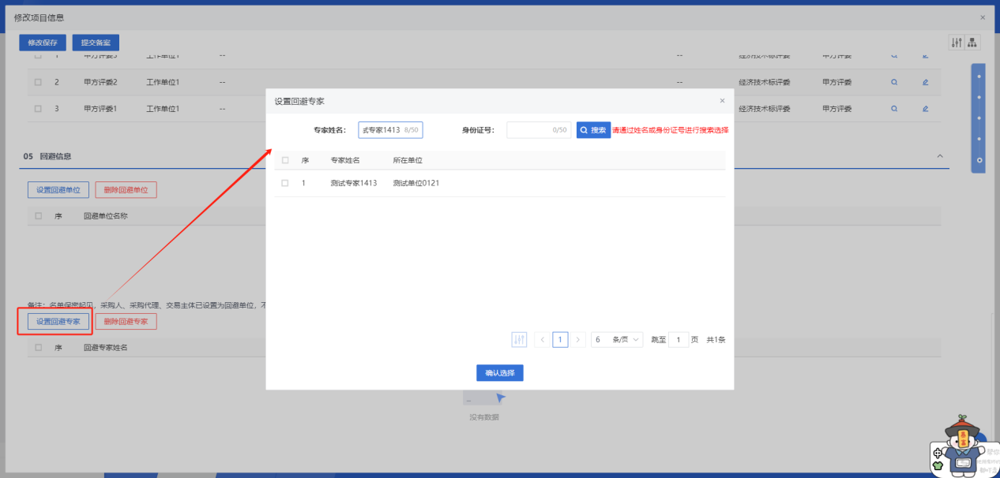 修改项目信息
修改保存 提交备案
1 甲方评委3 工作单位1 -- -- 经济技术标评委 甲方评委
2 甲方评委2 工作单位1 -- -- 经济技术标评委 甲方评委
3 甲方评委1 工作单位1 -- 经济技术标评委 甲方评委
设置回避专家
专家姓名: 式专家1413 8/50 身份证号: 0/50 搜索 请通过姓名或身份证号进行搜索选择
序 专家姓名 所在单位
1 测试专家1413 测试单位0121
1 6 条/页 跳至 1 页 共1条
确认选择
05 回避信息
设置回避单位 删除回避单位
序 回避单位名称
备注: 名单保密起见, 采购人、采购代理、交易主体已设置为回避单位, 不
设置回避专家 删除回避专家
序 回避专家姓名
没有数据